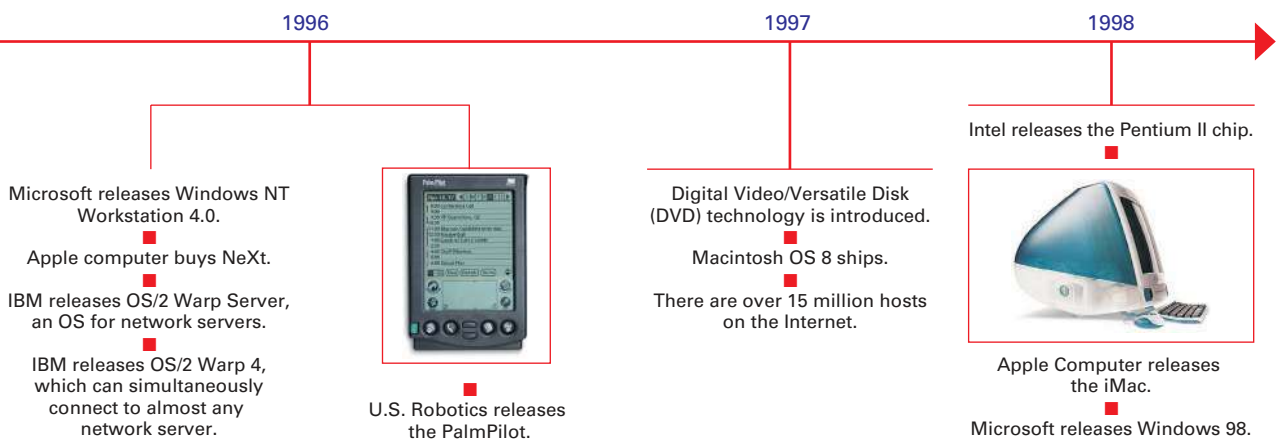 1996
1997
1998
Microsoft releases Windows NT
Workstation 4.0.
Apple computer buys NeXt.
IBM releases OS/2 Warp Server,
an OS for network servers.
IBM releases OS/2 Warp 4,
which can simultaneously
connect to almost any
network server.
PalmPilot
U.S. Robotics releases
the PalmPilot.
Digital Video/Versatile Disk
(DVD) technology is introduced.
Macintosh OS 8 ships.
There are over 15 million hosts
on the Internet.
Intel releases the Pentium II chip.
Apple Computer releases
the iMac.
Microsoft releases Windows 98.